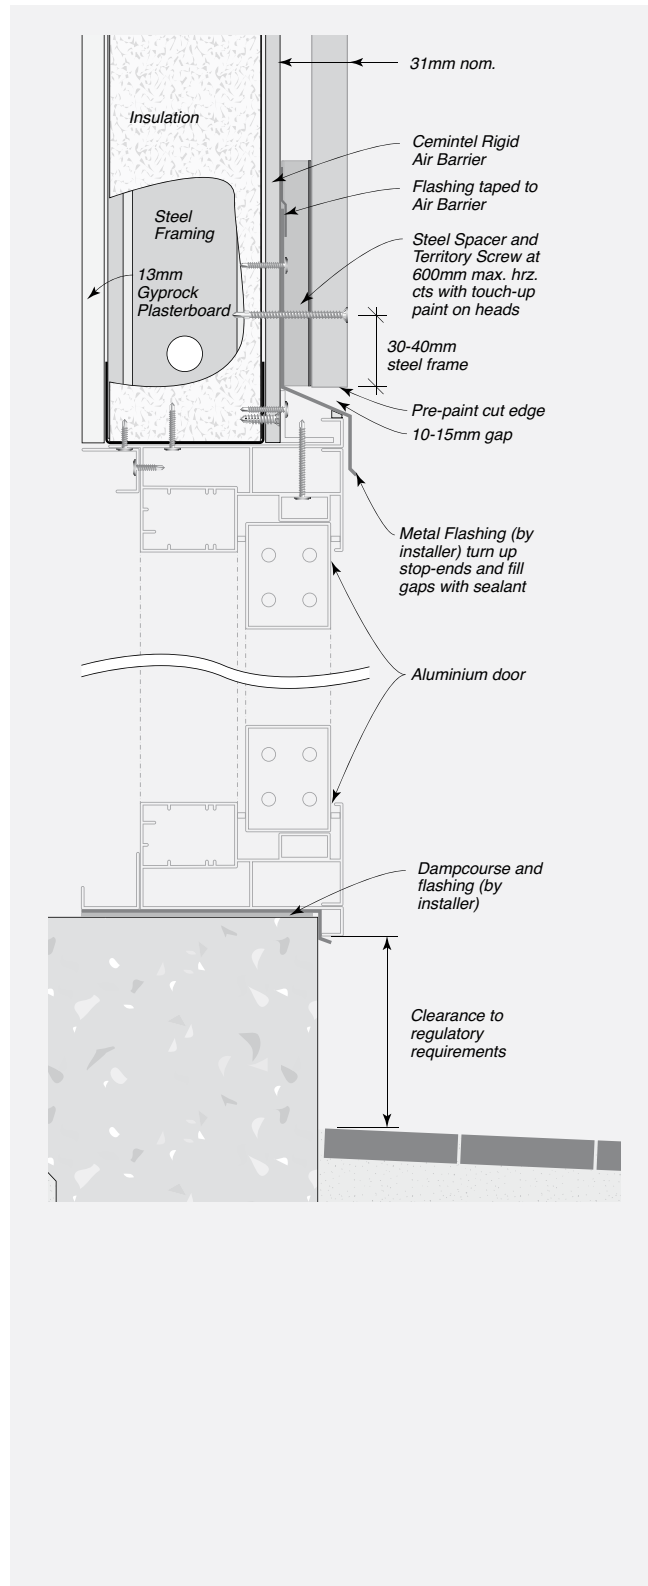 31mm nom.
Insulation
Cemintel Rigid
Air Barrier
Flashing taped to
Air Barrier
Steel
Framing
Steel Spacer and
Territory Screw at
600mm max. hrz.
cts with touch-up
paint on heads
13mm
Gyprock
Plasterboard
30-40mm
steel frame
Pre-paint cut edge
10-15mm gap
Metal Flashing (by
installer) turn up
stop-ends and fill
gaps with sealant
Aluminium door
Dampcourse and
flashing (by
installer)
Clearance to
regulatory
requirements